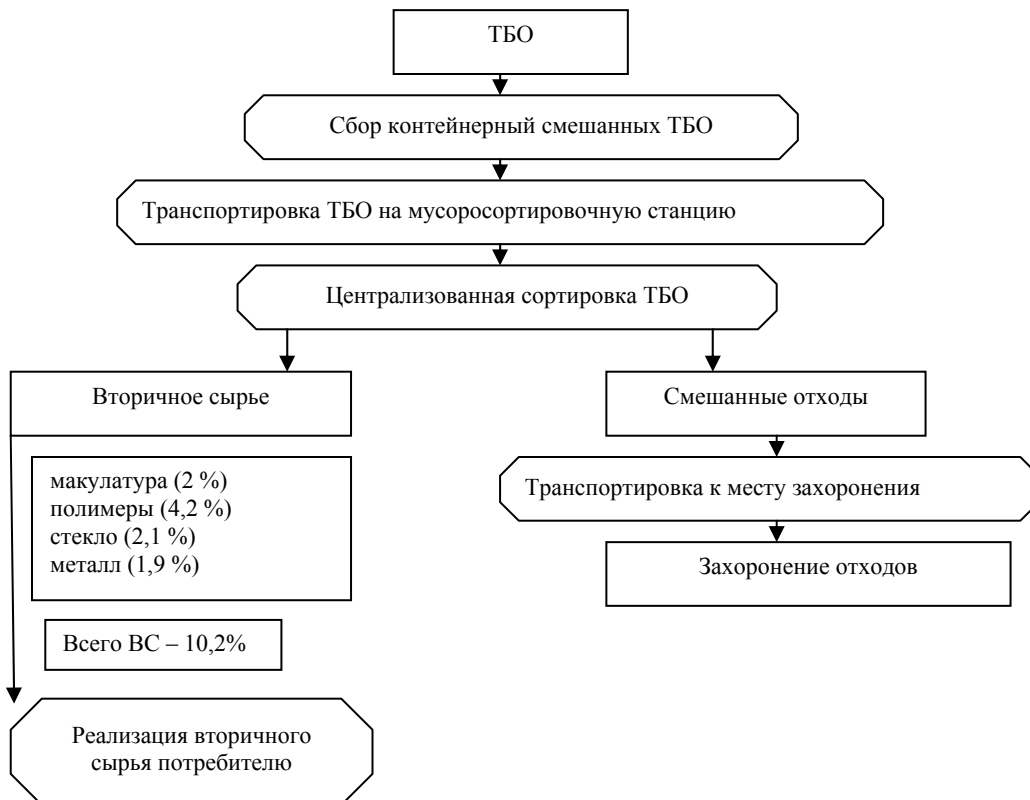 ТБО
Сбор контейнерный смешанных ТБО
Транспортировка ТБО на мусоросортировочную станцию
Централизованная сортировка ТБО
Вторичное сырье
Смешанные отходы
макулатура (2 %)
полимеры (4,2 %)
стекло (2,1 %)
металл (1,9 %)
Транспортировка к месту захоронения
Захоронение отходов
Всего ВС – 10,2%
Реализация вторичного
сырья потребителю